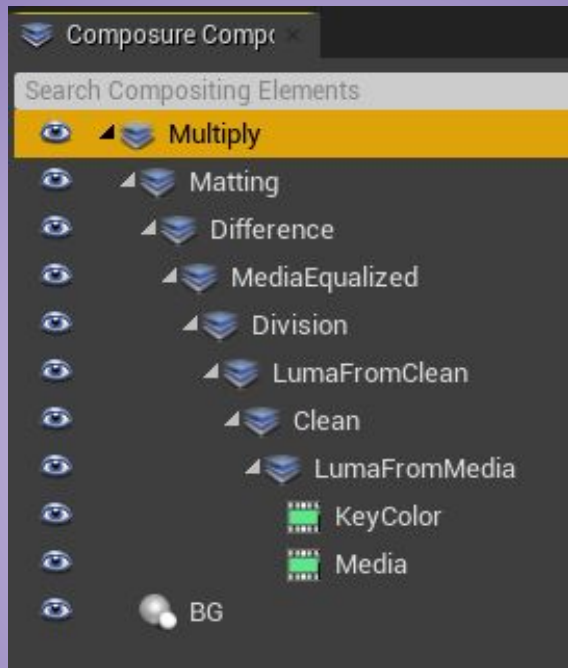 Composure Compo
Search Compositing Elements
Multiply
Matting
Difference
MediaEqualized
Division
LumaFromClean
Clean
LumaFromMedia
KeyColor
Media
BG